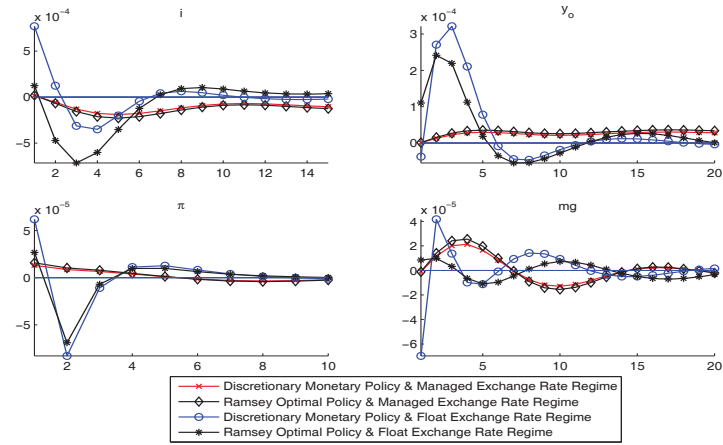 x 10⁻⁴
i
5
0
−5
2 4 6 8 10 12 14
x 10⁻⁴
yₒ
3
2
1
0
5 10 15 20
x 10⁻⁵
π
5
0
−5
2 4 6 8 10
x 10⁻⁵
mg
4
2
0
−2
−4
−6
5 10 15 20
Discretionary Monetary Policy & Managed Exchange Rate Regime
Ramsey Optimal Policy & Managed Exchange Rate Regime
Discretionary Monetary Policy & Float Exchange Rate Regime
Ramsey Optimal Policy & Float Exchange Rate Regime